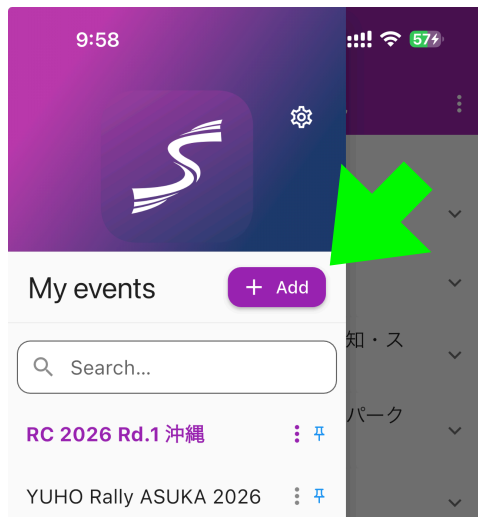 9:58
57
My events
+ Add
Search...
知・ス
パーク
RC 2026 Rd.1 沖縄
YUHO Rally ASUKA 2026